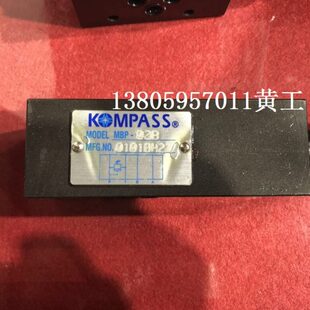 13805957011黄工
KOMPASS®
MODEL MBP-03B
MFG.NO.